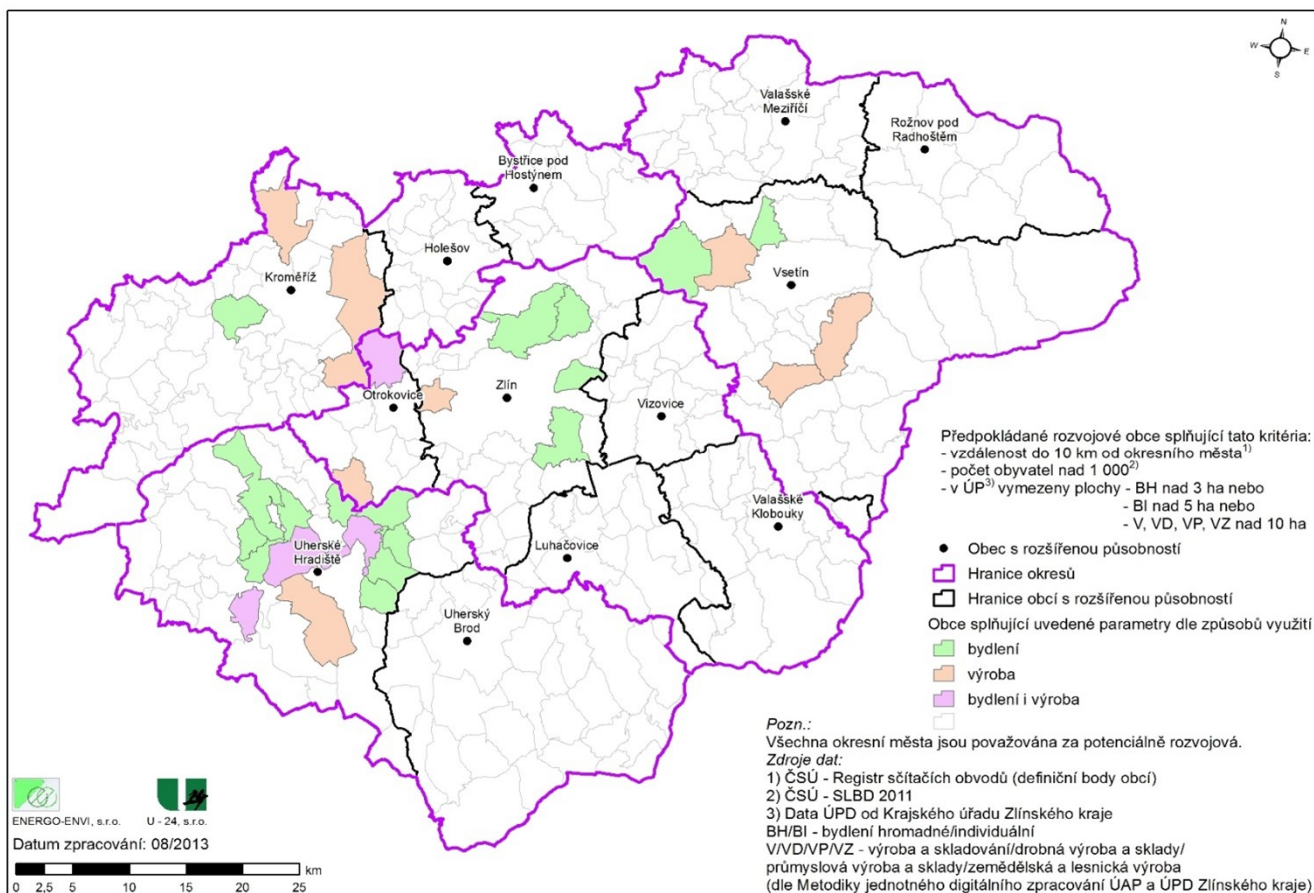 N
W
E
S
Valašské
Meziříčí
Rožnov pod
Radhoštěm
Bystřice pod
Hostýnem
Holešov
Kroměříž
Vsetín
Zlín
Otrokovice
Vizovice
Valašské
Klobouky
Luhačovice
Uherské
Hradiště
Uherský
Brod
Předpokládané rozvojové obce splňující tato kritéria:
- vzdálenost do 10 km od okresního města1)
- počet obyvatel nad 1 0002)
- v ÚP3) vymezeny plochy - BH nad 3 ha nebo
- BI nad 5 ha nebo
- V, VD, VP, VZ nad 10 ha
Obec s rozšířenou působností
Hranice okresů
Hranice obcí s rozšířenou působností
Obce splňující uvedené parametry dle způsobů využití
bydlení
výroba
bydlení i výroba
Pozn.:
Všechna okresní města jsou považována za potenciálně rozvojová.
Zdroje dat:
1) ČSÚ - Registr sčítačích obvodů (definiční body obcí)
2) ČSÚ - SLBD 2011
3) Data ÚPD od Krajského úřadu Zlínského kraje
BH/BI - bydlení hromadné/individuální
V/VD/VP/VZ - výroba a skladování/drobná výroba a sklady/
průmyslová výroba a sklady/zemědělská a lesnická výroba
(dle Metodiky jednotného digitálního zpracování ÚAP a ÚPD Zlínského kraje)
ENERGO-ENVI, s.r.o. U - 24, s.r.o.
Datum zpracování: 08/2013
km
0 2,5 5 10 15 20 25